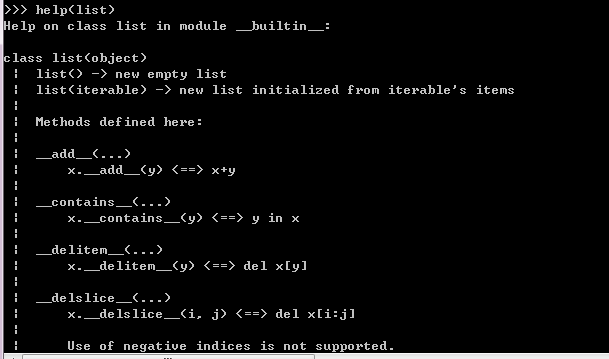 >>> help(list)
Help on class list in module __builtin__:
class list(object)
 |  list() -> new empty list
 |  list(iterable) -> new list initialized from iterable's items
 |
 |  Methods defined here:
 |
 |  __add__(...)
 |      x.__add__(y) <==> x+y
 |
 |  __contains__(...)
 |      x.__contains__(y) <==> y in x
 |
 |  __delitem__(...)
 |      x.__delitem__(y) <==> del x[y]
 |
 |  __delslice__(...)
 |      x.__delslice__(i, j) <==> del x[i:j]
 |
 |      Use of negative indices is not supported.